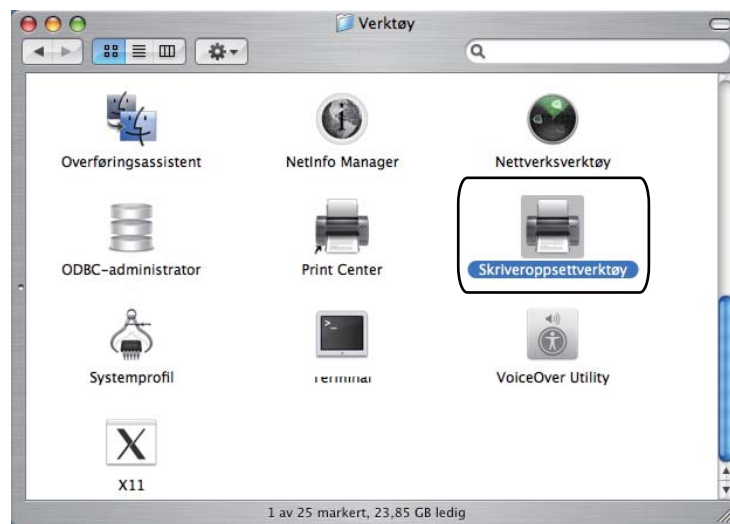 Verktøy
Overføringsassistent
NetInfo Manager
Nettverksverktøy
ODBC-administrator
Print Center
Skriveroppsettverktøy
Systemprofil
Terminal
VoiceOver Utility
X11
1 av 25 markert, 23,85 GB ledig